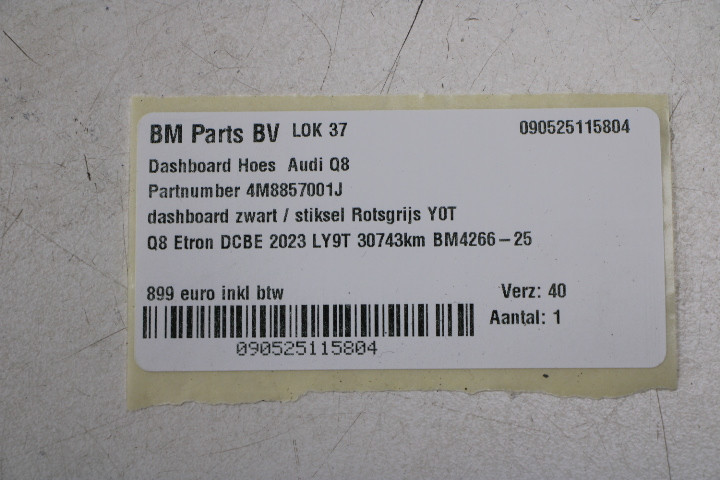 BM Parts BV LOK 37 090525115804
Dashboard Hoes Audi Q8
Partnumber 4M8857001J
dashboard zwart / stiksel Rotsgrijs Y0T
Q8 Etron DCBE 2023 LY9T 30743km BM4266-25
899 euro inkl btw Verz: 40
Aantal: 1
090525115804